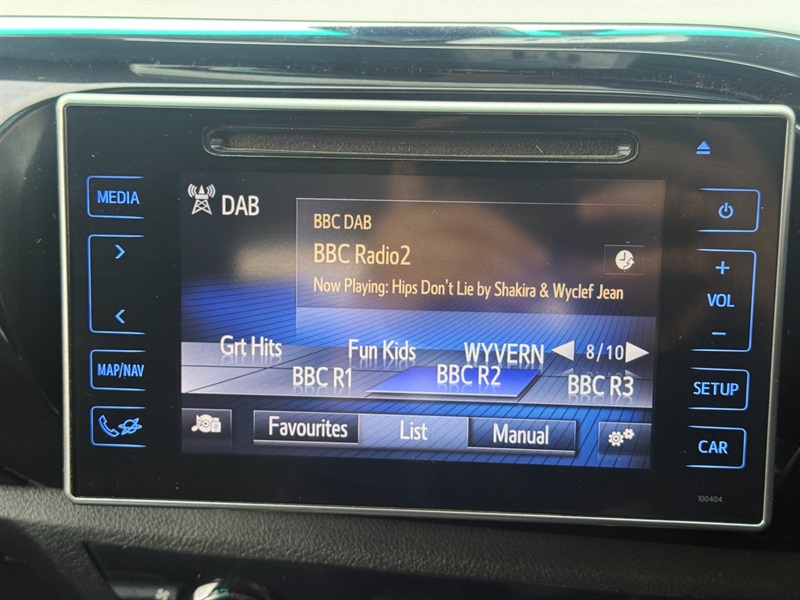 MEDIA
DAB
BBC DAB
BBC Radio2
Now Playing: Hips Don't Lie by Shakira & Wyclef Jean
+
VOL
−
MAP/NAV
Grt Hits Fun Kids WYVERN 8/10
BBC R1 BBC R2 BBC R3
SETUP
Favourites List Manual
CAR
100404